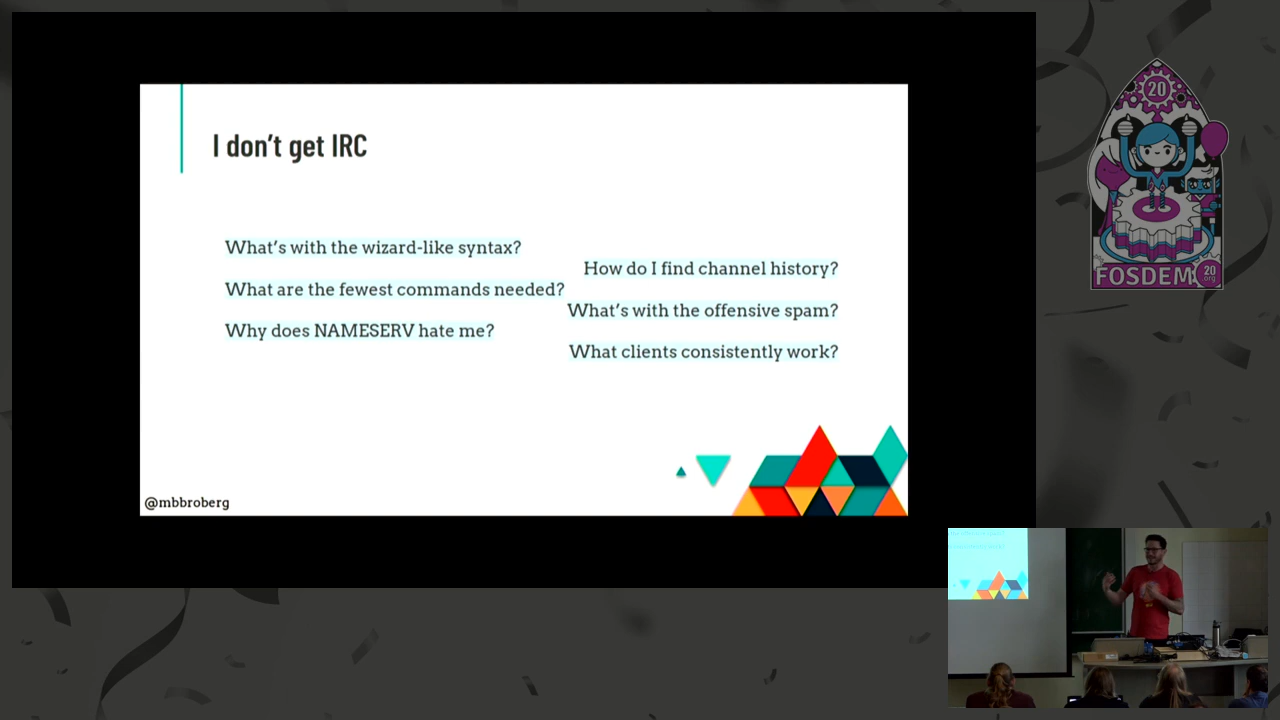 I don't get IRC
What's with the wizard-like syntax?
What are the fewest commands needed?
Why does NAMESERV hate me?
How do I find channel history?
What's with the offensive spam?
What clients consistently work?
@mbbroberg
20
FOSDEM
20
org